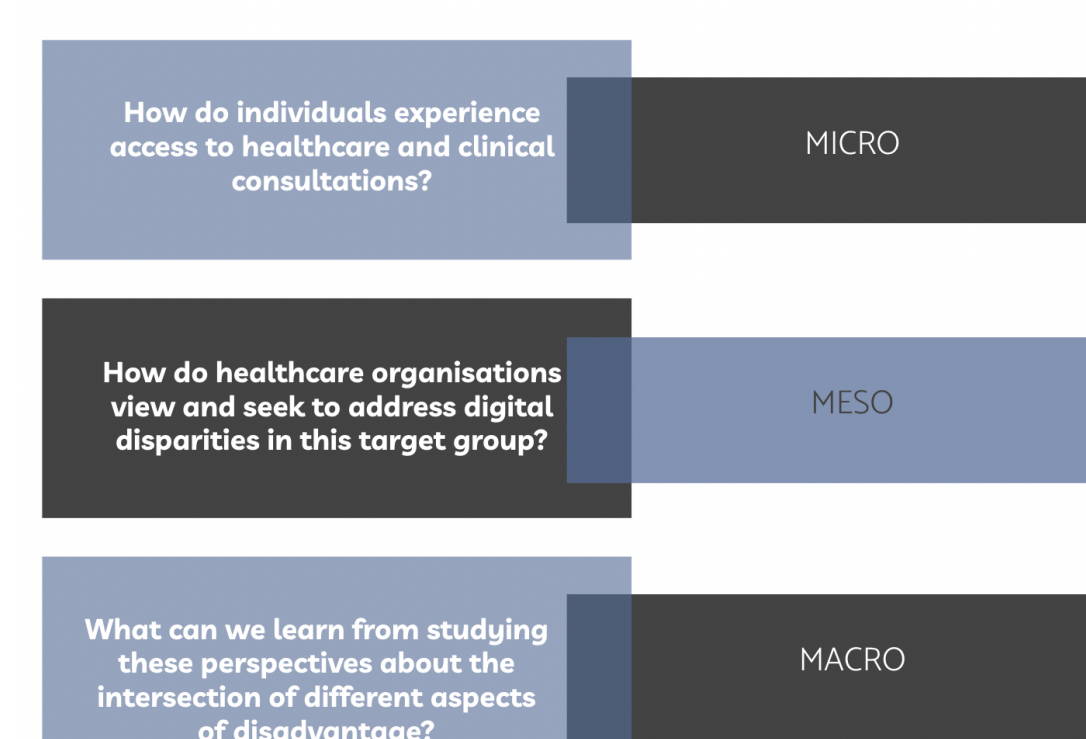 How do individuals experience
access to healthcare and clinical
consultations?
MICRO
How do healthcare organisations
view and seek to address digital
disparities in this target group?
MESO
What can we learn from studying
these perspectives about the
intersection of different aspects
of disadvantage?
MACRO